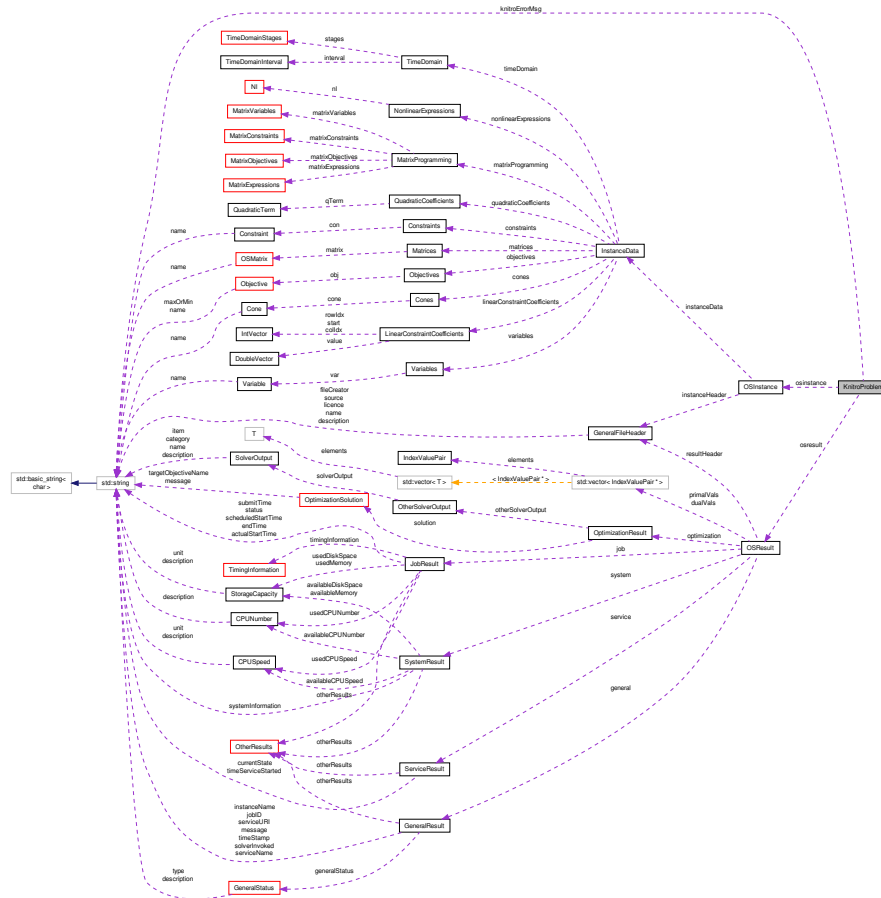 knitroErrorMsg
TimeDomainStages
stages
TimeDomainInterval
interval
TimeDomain
timeDomain
Nl
nl
NonlinearExpressions
nonlinearExpressions
MatrixVariables
matrixVariables
MatrixConstraints
matrixConstraints
MatrixObjectives
matrixObjectives
MatrixProgramming
matrixProgramming
matrixExpressions
MatrixExpressions
QuadraticTerm
qTerm
QuadraticCoefficients
quadraticCoefficients
name
Constraint
con
Constraints
constraints
InstanceData
name
OSMatrix
matrix
Matrices
matrices
objectives
Objective
obj
Objectives
cones
maxOrMin
name
Cone
cone
Cones
linearConstraintCoefficients
instanceData
name
IntVector
rowIdx
start
colIdx
value
LinearConstraintCoefficients
variables
DoubleVector
name
Variable
var
Variables
OSInstance
osinstance
KnitroProblem
fileCreator
source
licence
name
description
instanceHeader
GeneralFileHeader
T
elements
item
category
name
description
SolverOutput
solverOutput
IndexValuePair
elements
resultHeader
osresult
std::basic_string<
char >
std::string
std::vector< T >
< IndexValuePair * >
std::vector< IndexValuePair * >
targetObjectiveName
message
OptimizationSolution
solution
OtherSolverOutput
otherSolverOutput
OptimizationResult
optimization
primalVals
dualVals
OSResult
submitTime
status
scheduledStartTime
endTime
actualStartTime
timingInformation
job
TimingInformation
usedDiskSpace
usedMemory
JobResult
unit
description
StorageCapacity
availableDiskSpace
availableMemory
system
description
CPUNumber
usedCPUNumber
service
availableCPUNumber
unit
description
CPUSpeed
usedCPUSpeed
SystemResult
availableCPUSpeed
general
systemInformation
otherResults
OtherResults
otherResults
currentState
timeServiceStarted
otherResults
ServiceResult
otherResults
instanceName
jobID
serviceURI
message
timeStamp
solverInvoked
serviceName
GeneralResult
type
description
GeneralStatus
generalStatus